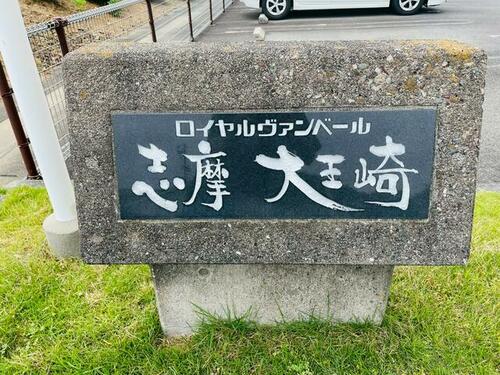 ロイヤルヴァンベール
志摩 大王崎